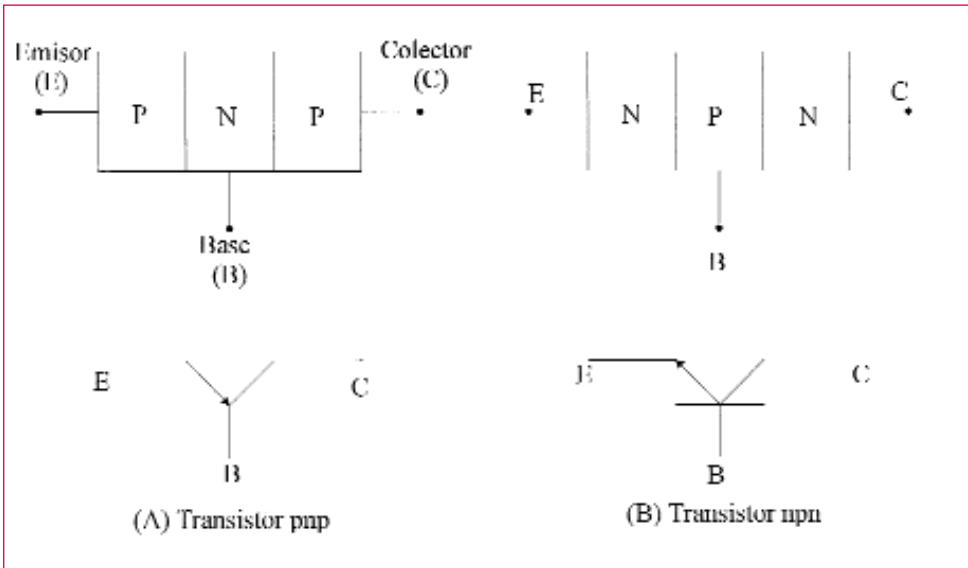 Emisor
(E)
Colector
(C)
P N P
Base
(B)
E
C
N P N
B
E
C
B
(A) Transistor pnp
E
C
B
(B) Transistor npn